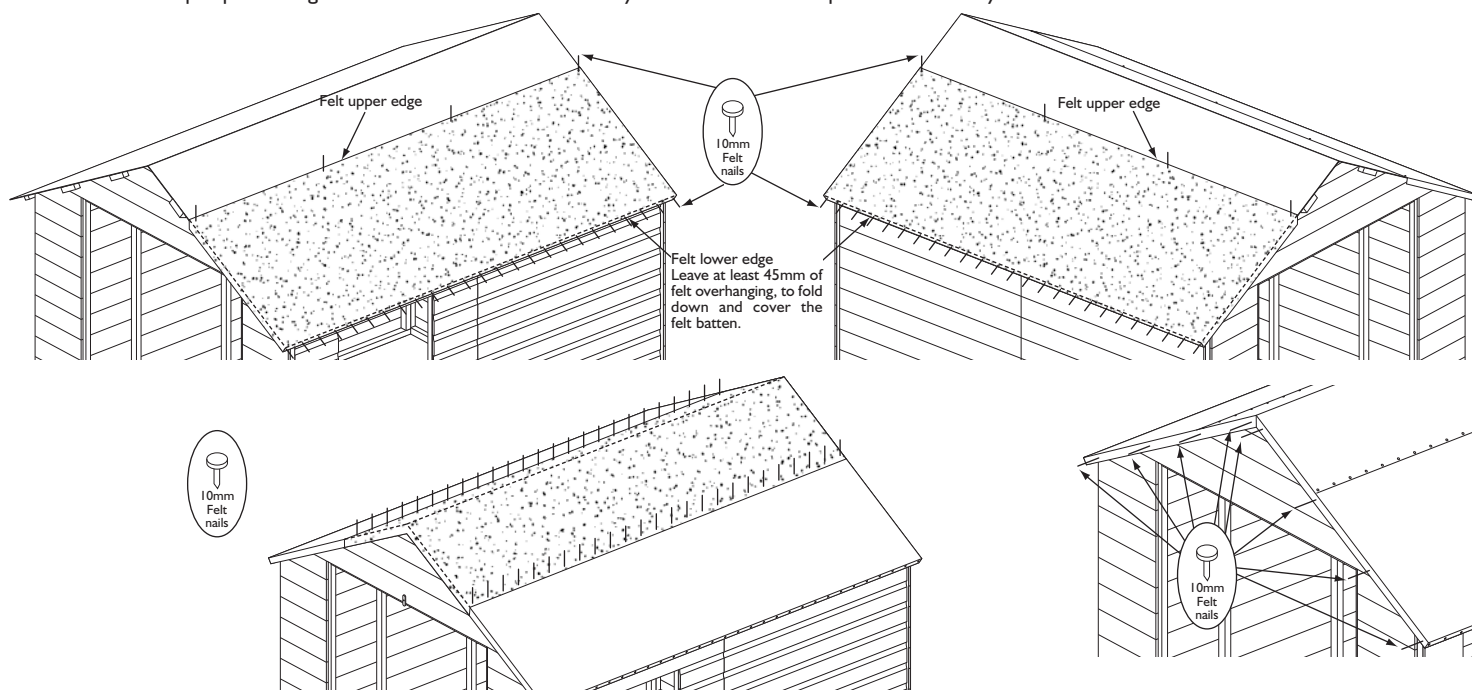 Felt upper edge
10mm
Felt
nails
Felt upper edge
Felt lower edge
Leave at least 45mm of
felt overhanging, to fold
down and cover the
felt batten.
10mm
Felt
nails
10mm
Felt
nails